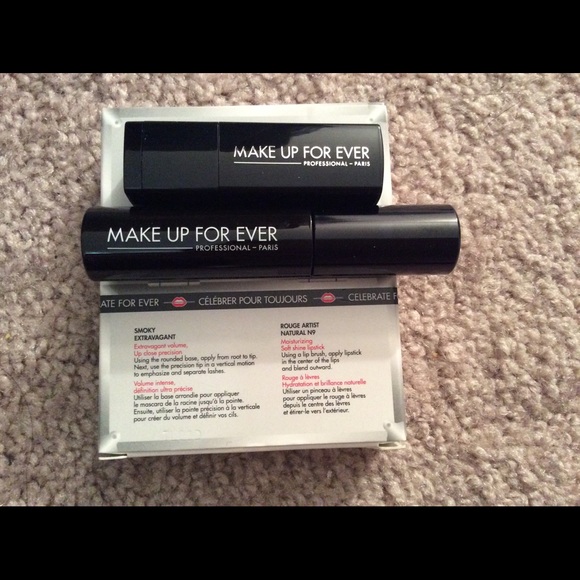 MAKE UP FOR EVER
PROFESSIONAL – PARIS
MAKE UP FOR EVER
PROFESSIONAL – PARIS
ATE FOR EVER CÉLÉBRER POUR TOUJOURS CELEBRATE F
SMOKY
EXTRAVAGANT
Extravagant volume,
Up close precision
Using the rounded base, apply from root to tip.
Next, use the precision tip in a vertical motion
to emphasize and separate lashes.
Volume intense,
définition ultra précise
Utiliser la base arrondie pour appliquer
le mascara de la racine jusqu'à la pointe.
Ensuite, utiliser la pointe précision à la verticale
pour créer du volume et définir vos cils.
ROUGE ARTIST
NATURAL N9
Moisturizing
Soft shine lipstick
Using a lip brush, apply lipstick
in the center of the lips
and blend outward.
Rouge à lèvres
Hydratation et brillance naturelle
Utiliser un pinceau à lèvres
pour appliquer le rouge à lèvres
depuis le centre des lèvres
et étirer-le vers l'extérieur.